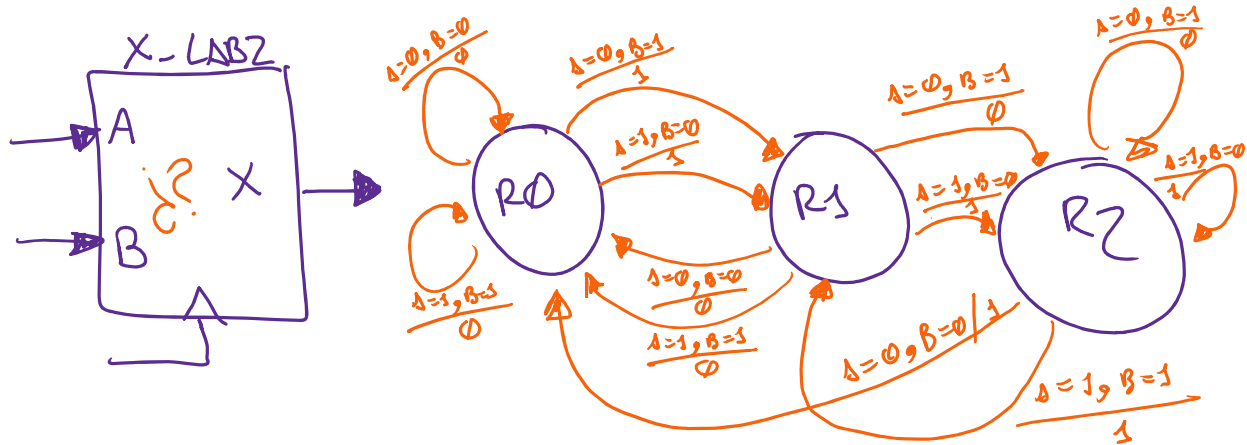 X-LAB2
A
¿?
X
B
A=0, B=0
0
A=1, B=1
0
R0
A=0, B=1
1
A=1, B=0
1
A=0, B=0
0
A=1, B=1
0
R1
A=0, B=1
0
A=1, B=0
1
R2
A=0, B=1
0
A=1, B=0
1
A=0, B=0/1
A=1, B=1
1